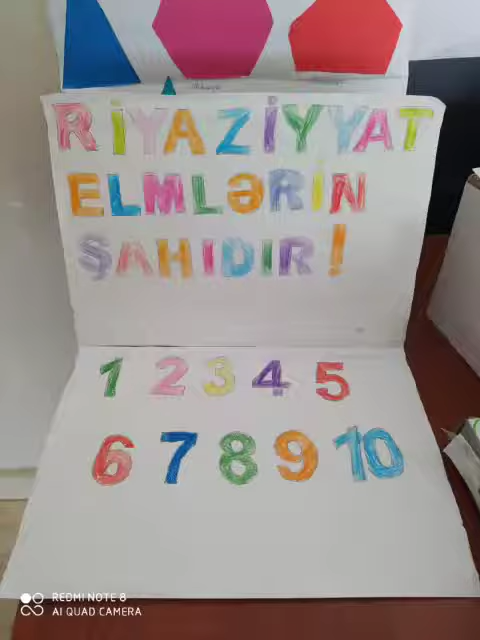 RİYAZİYYAT
ELMLƏRİN
ŞAHIDIR!
1 2 3 4 5
6 7 8 9 10
REDMI NOTE 8
AI QUAD CAMERA